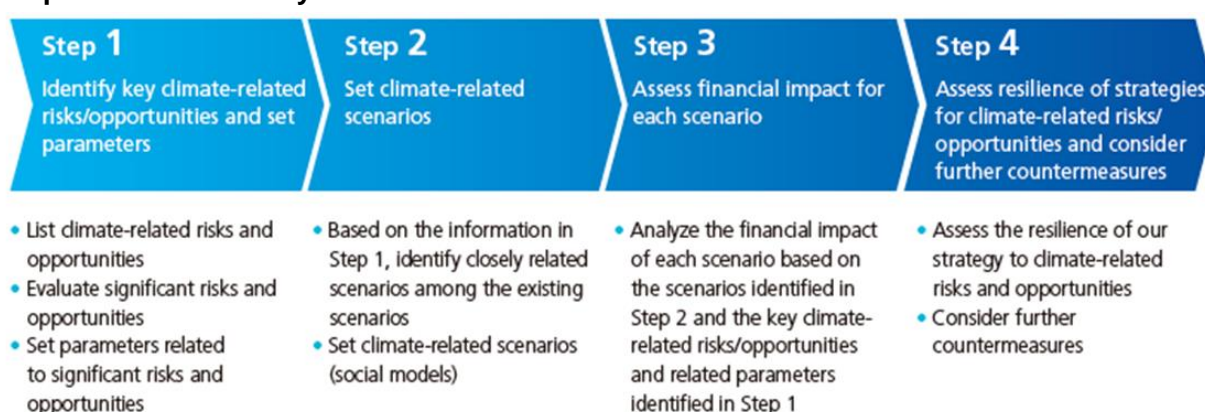 Step 1
Identify key climate-related
risks/opportunities and set
parameters
Step 2
Set climate-related
scenarios
Step 3
Assess financial impact for
each scenario
Step 4
Assess resilience of strategies
for climate-related risks/
opportunities and consider
further countermeasures
• List climate-related risks and
opportunities
• Evaluate significant risks and
opportunities
• Set parameters related
to significant risks and
opportunities
• Based on the information in
Step 1, identify closely related
scenarios among the existing
scenarios
• Set climate-related scenarios
(social models)
• Analyze the financial impact
of each scenario based on
the scenarios identified in
Step 2 and the key climate-
related risks/opportunities
and related parameters
identified in Step 1
• Assess the resilience of our
strategy to climate-related
risks and opportunities
• Consider further
countermeasures